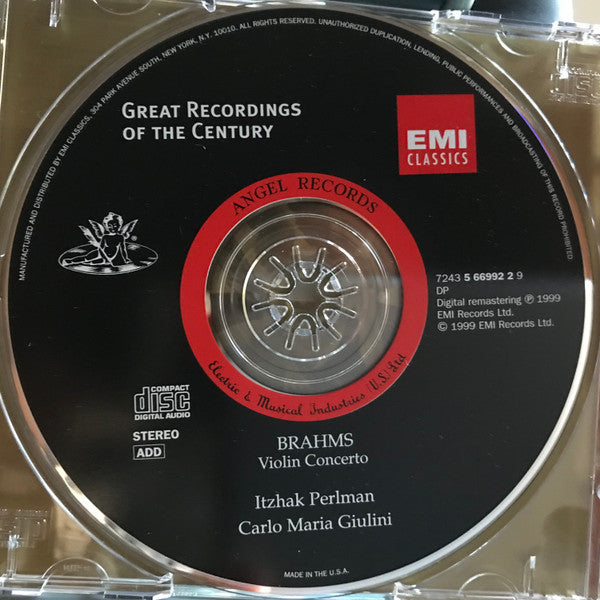 MANUFACTURED AND DISTRIBUTED BY EMI CLASSICS, 304 PARK AVENUE SOUTH, NEW YORK, N.Y. 10010. ALL RIGHTS RESERVED. UNAUTHORIZED DUPLICATION, LENDING, PUBLIC PERFORMANCES AND BROADCASTING OF THIS RECORD PROHIBITED
GREAT RECORDINGS
OF THE CENTURY
EMI
CLASSICS
ANGEL RECORDS
®
7243 5 66992 2 9
DP
Digital remastering ℗ 1999
EMI Records Ltd.
© 1999 EMI Records Ltd.
Electric & Musical Industries (U.S.) Ltd.
COMPACT
disc
DIGITAL AUDIO
STEREO
ADD
BRAHMS
Violin Concerto
Itzhak Perlman
Carlo Maria Giulini
MADE IN THE U.S.A.